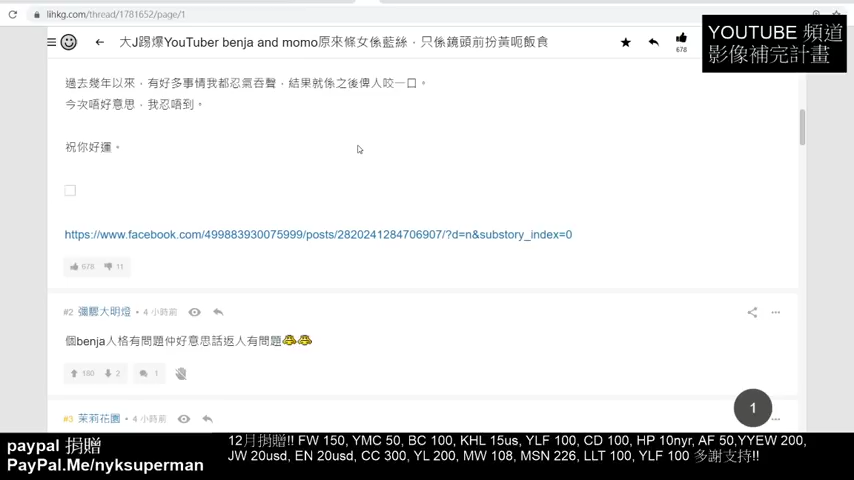 lihkg.com/thread/1781652/page/1
大J踢爆YouTuber benja and momo原來條女係藍絲，只係鏡頭前扮黃呃飯食
678
YOUTUBE 頻道
影像補完計畫
過去幾年以來，有好多事情我都忍氣吞聲，結果就係之後俾人咬一口。
今次唔好意思，我忍唔到。
祝你好運。
https://www.facebook.com/499883930075999/posts/2820241284706907/?d=n&substory_index=0
678 11
#2 彌驟大明燈 • 4 小時前
個benja人格有問題仲好意思話返人有問題
180 2 1
#3 茉莉花園 • 4 小時前
1
paypal 捐贈
PayPal.Me/nyksuperman
12月捐贈!! FW 150, YMC 50, BC 100, KHL 15us, YLF 100, CD 100, HP 10nyr, AF 50,YYEW 200,
JW 20usd, EN 20usd, CC 300, YL 200, MW 108, MSN 226, LLT 100, YLF 100 多謝支持!!